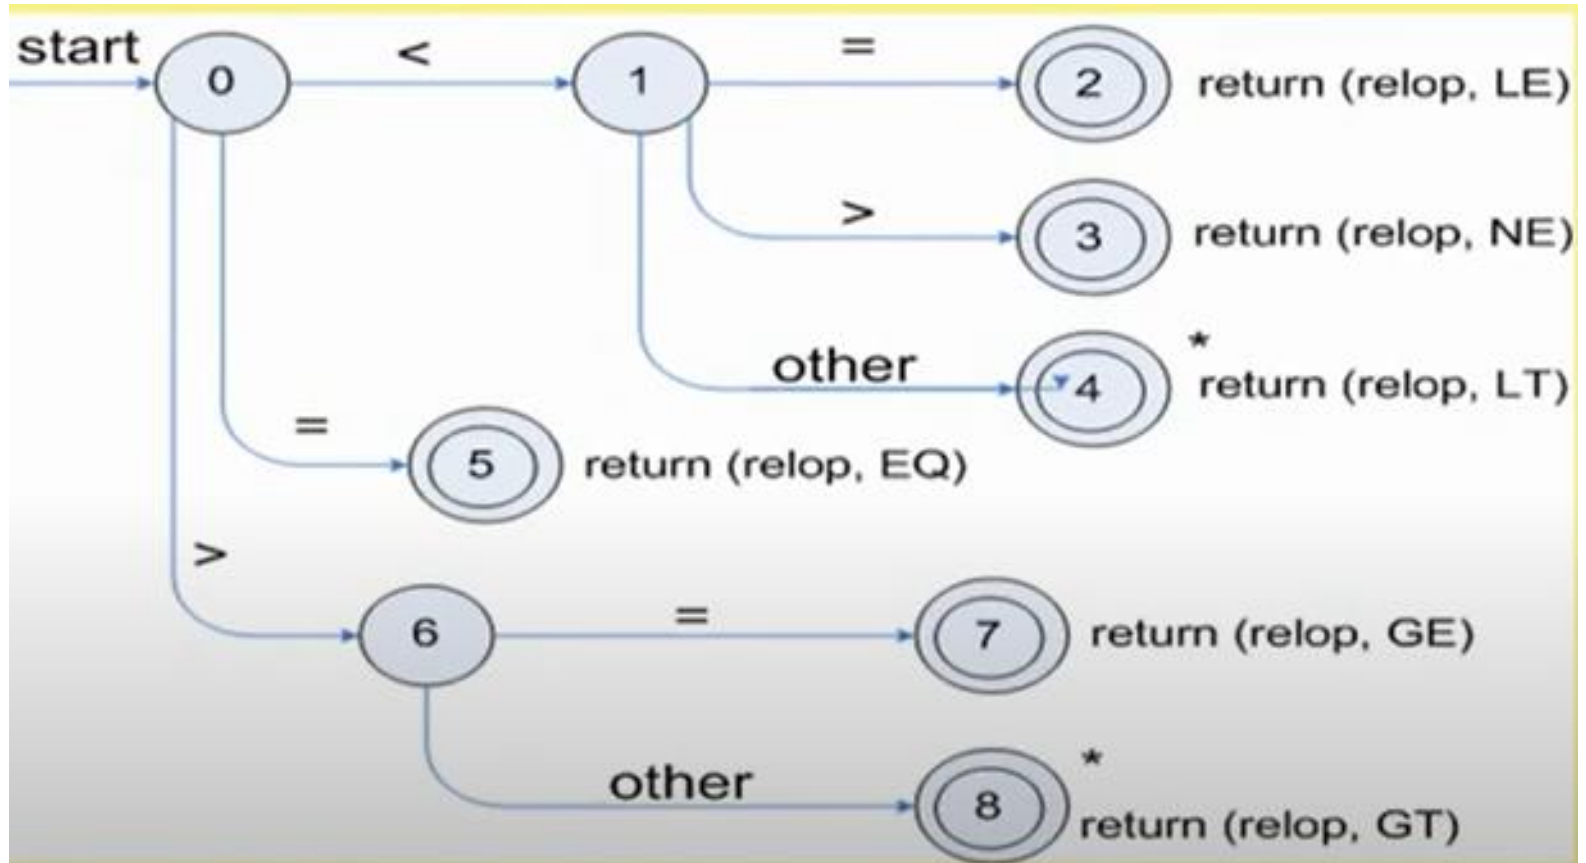 start
0
<
1
=
2
return (relop, LE)
>
3
return (relop, NE)
other
4
*
return (relop, LT)
=
5
return (relop, EQ)
>
6
=
7
return (relop, GE)
other
8
*
return (relop, GT)